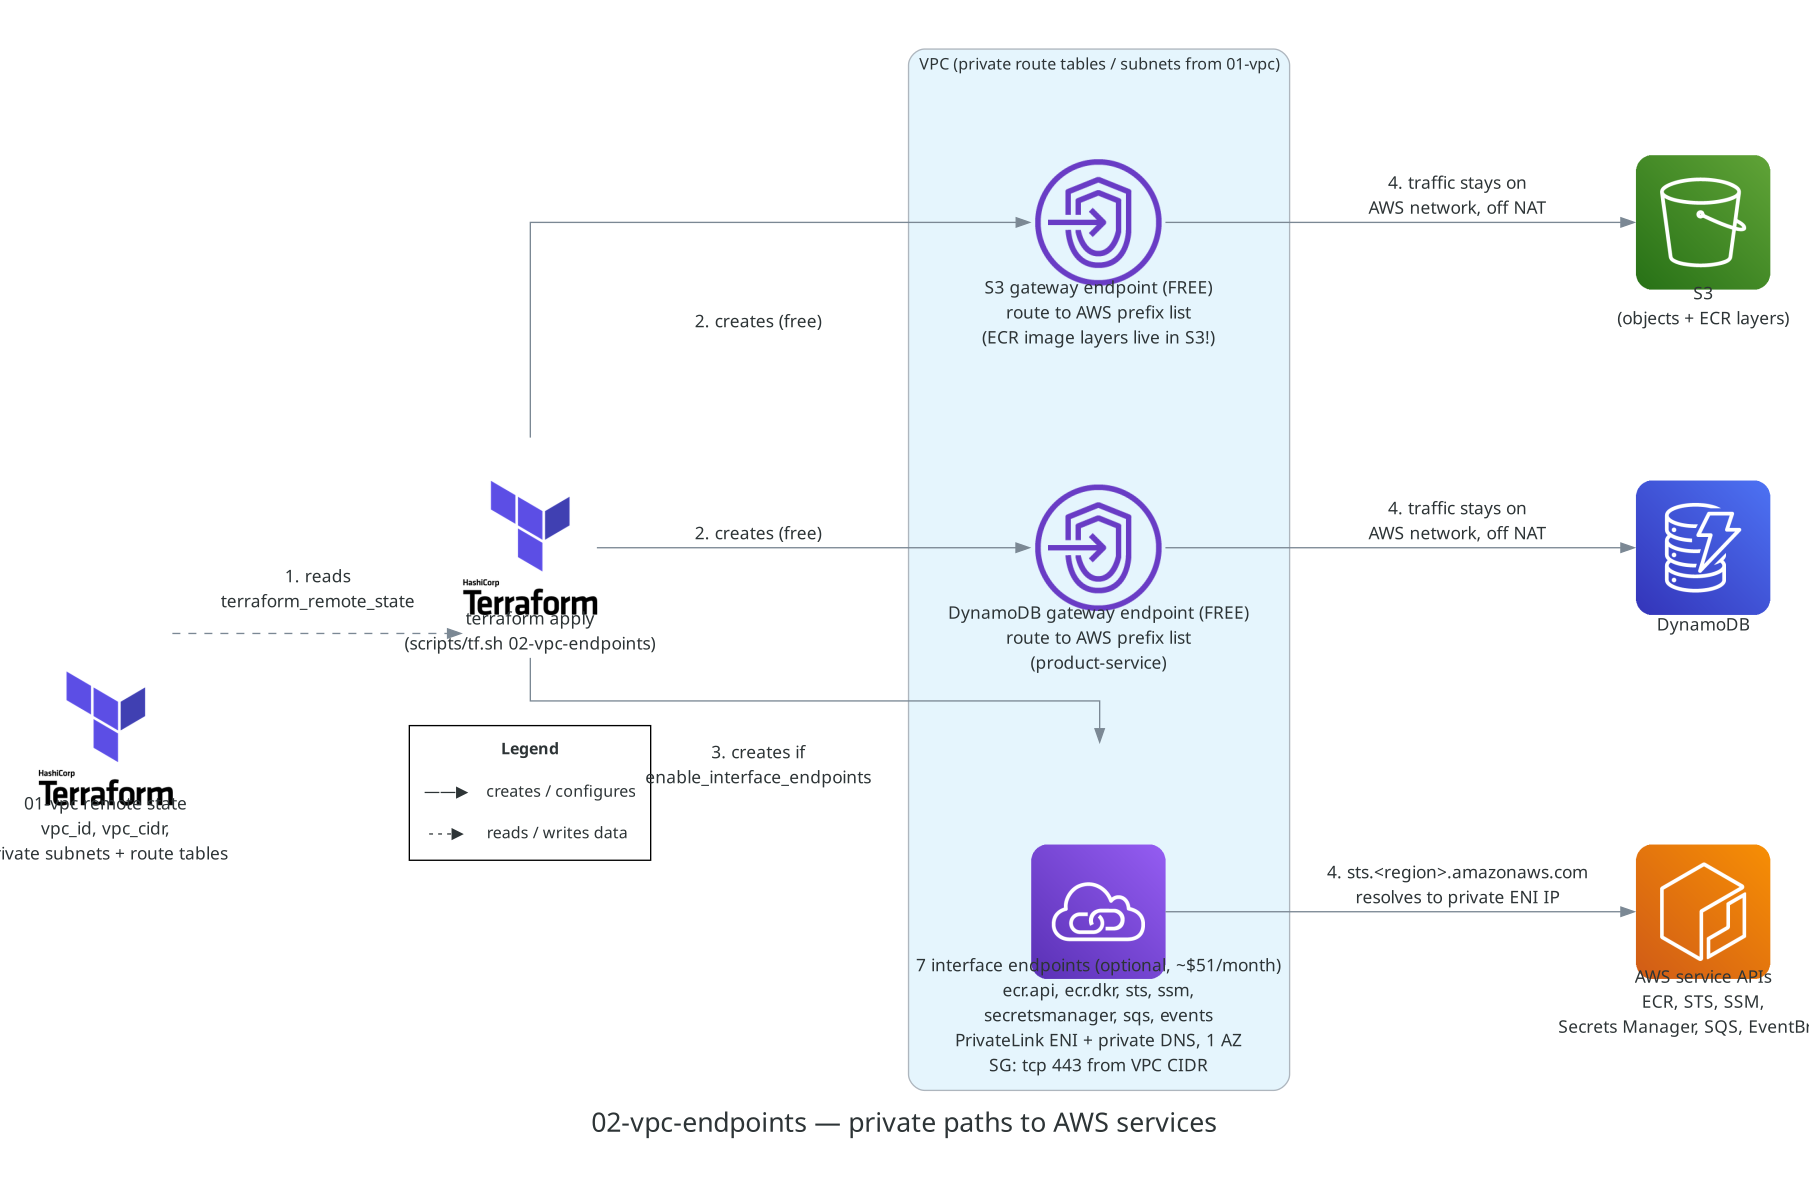 VPC (private route tables / subnets from 01-vpc)
4. traffic stays on
AWS network, off NAT
S3 gateway endpoint (FREE)
route to AWS prefix list
(ECR image layers live in S3!)
S3
(objects + ECR layers)
2. creates (free)
4. traffic stays on
AWS network, off NAT
2. creates (free)
1. reads
terraform_remote_state
HashiCorp
Terraform
terraform apply
(scripts/tf.sh 02-vpc-endpoints)
DynamoDB gateway endpoint (FREE)
route to AWS prefix list
(product-service)
DynamoDB
HashiCorp
Terraform
01-vpc remote state
vpc_id, vpc_cidr,
rivate subnets + route tables
Legend
creates / configures
reads / writes data
3. creates if
enable_interface_endpoints
4. sts.<region>.amazonaws.com
resolves to private ENI IP
7 interface endpoints (optional, ~$51/month)
ecr.api, ecr.dkr, sts, ssm,
secretsmanager, sqs, events
PrivateLink ENI + private DNS, 1 AZ
SG: tcp 443 from VPC CIDR
AWS service APIs
ECR, STS, SSM,
Secrets Manager, SQS, EventBr
02-vpc-endpoints — private paths to AWS services